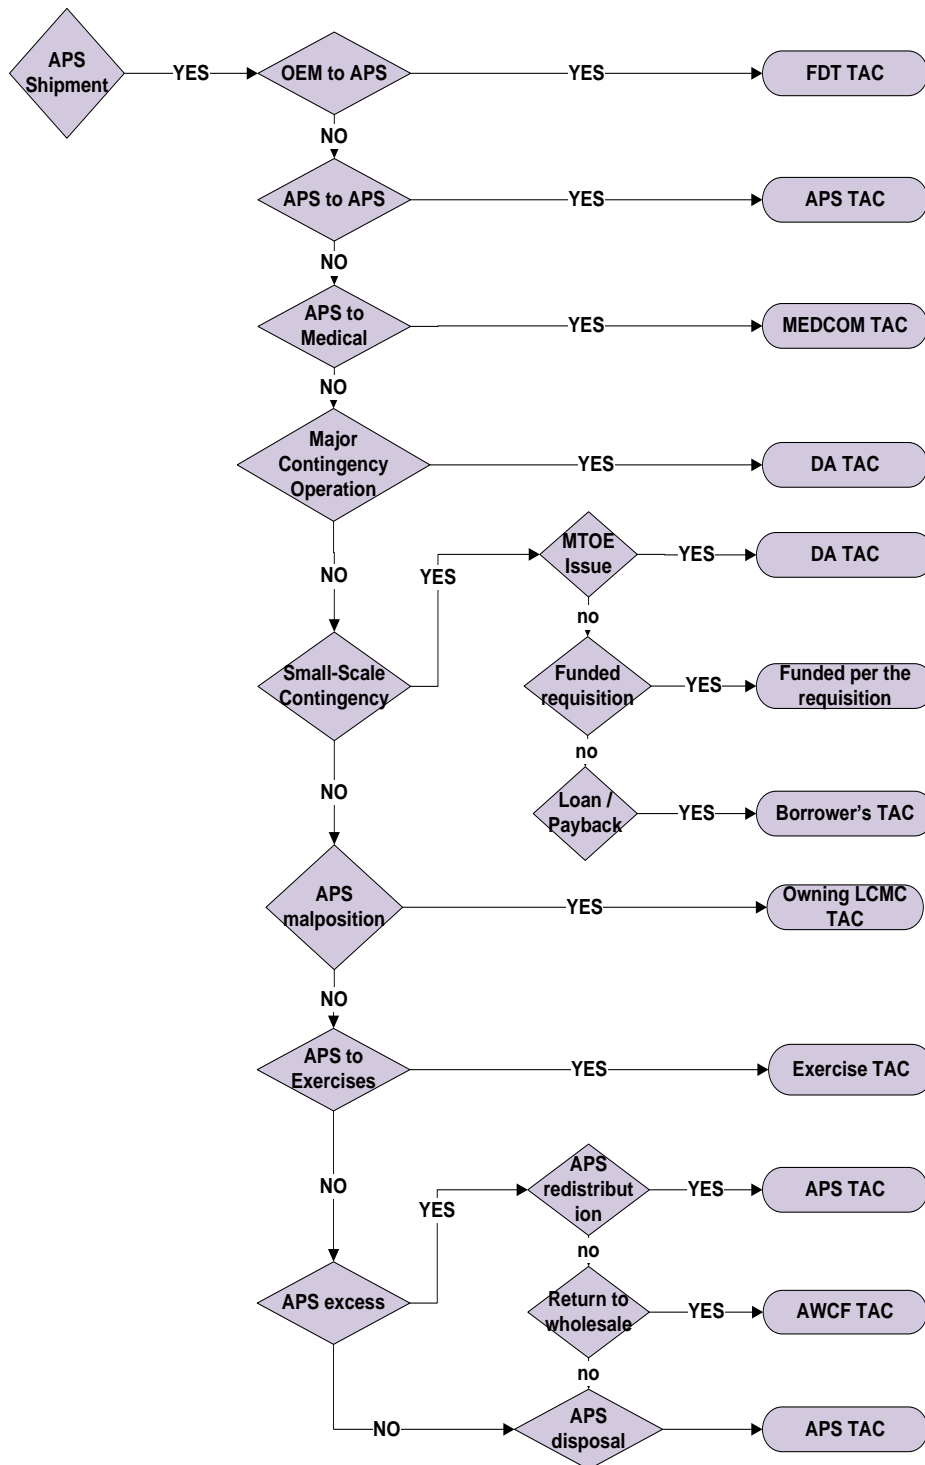 APS
Shipment
YES
OEM to APS
YES
FDT TAC
NO
APS to APS
YES
APS TAC
NO
APS to
Medical
YES
MEDCOM TAC
NO
Major
Contingency
Operation
YES
DA TAC
NO
Small-Scale
Contingency
YES
MTOE
Issue
YES
DA TAC
no
Funded
requisition
YES
Funded per the
requisition
no
Loan /
Payback
YES
Borrower's TAC
NO
APS
malposition
YES
Owning LCMC
TAC
NO
APS to
Exercises
YES
Exercise TAC
NO
APS excess
YES
APS
redistribut
ion
YES
APS TAC
no
Return to
wholesale
YES
AWCF TAC
no
NO
APS
disposal
APS TAC